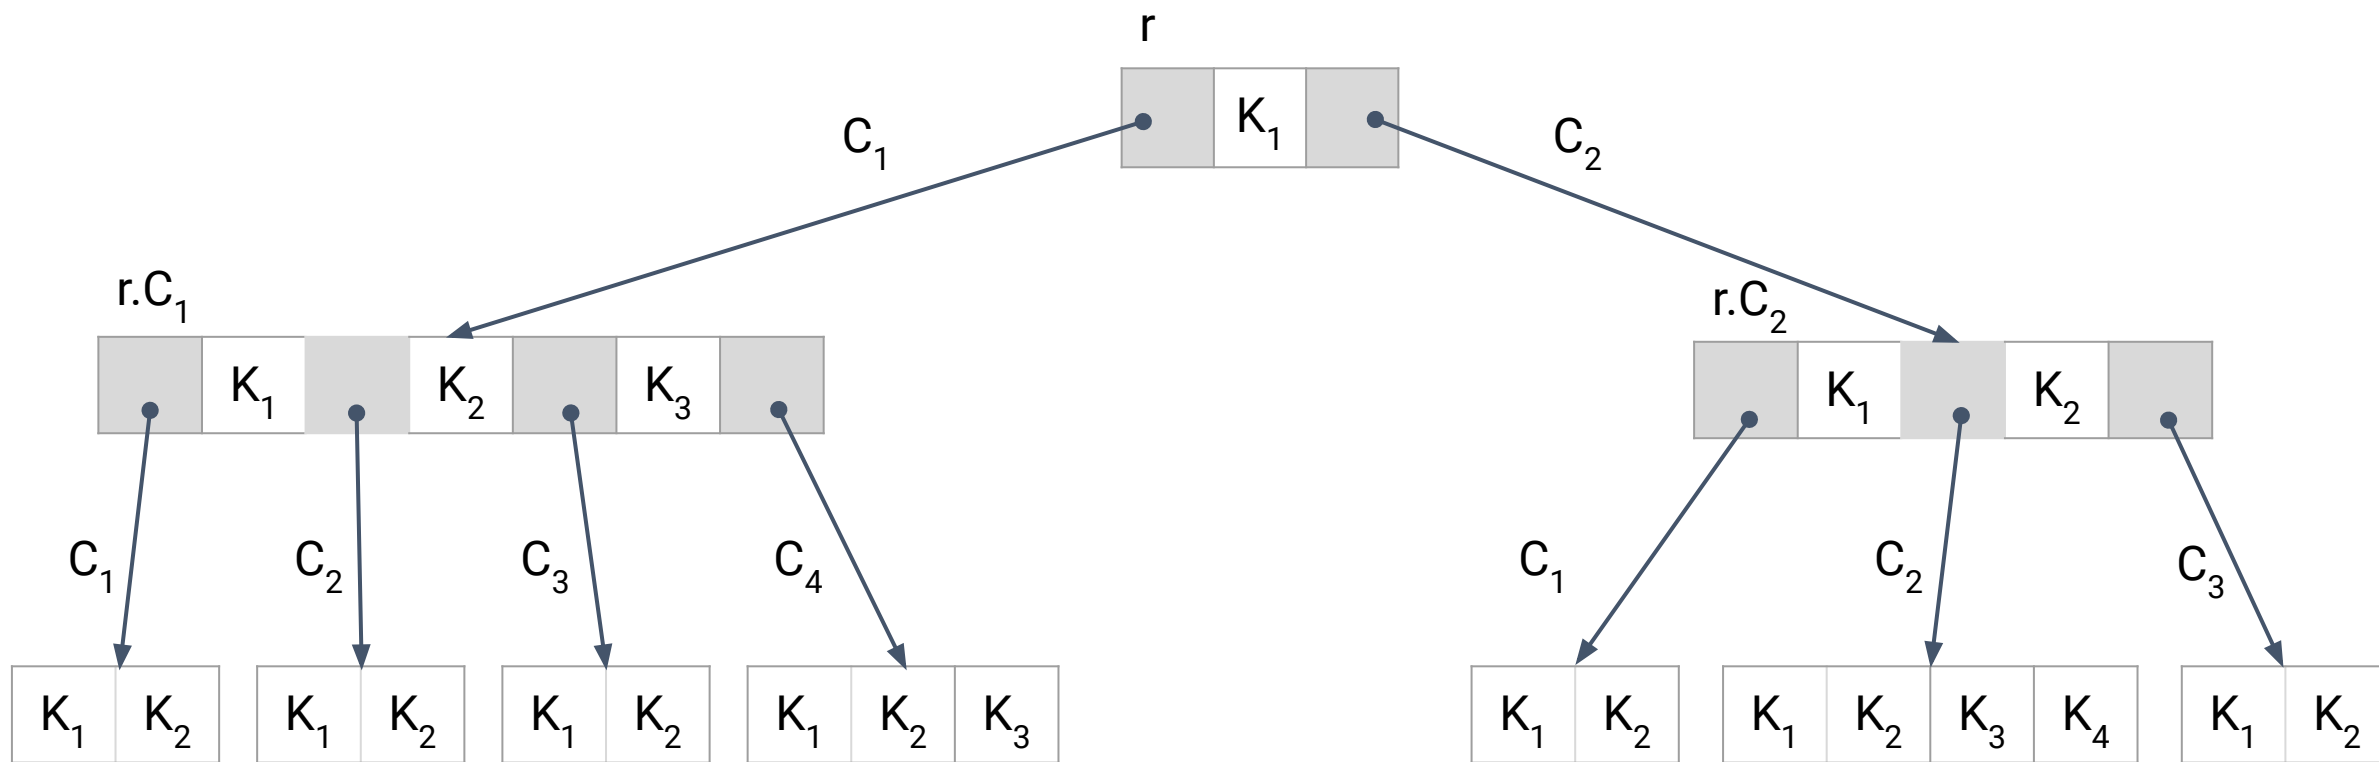 r
C₁ K₁ C₂
r.C₁ r.C₂
K₁ K₂ K₃ K₁ K₂
C₁ C₂ C₃ C₄ C₁ C₂ C₃
K₁ K₂ K₁ K₂ K₁ K₂ K₁ K₂ K₃ K₁ K₂ K₁ K₂ K₃ K₄ K₁ K₂